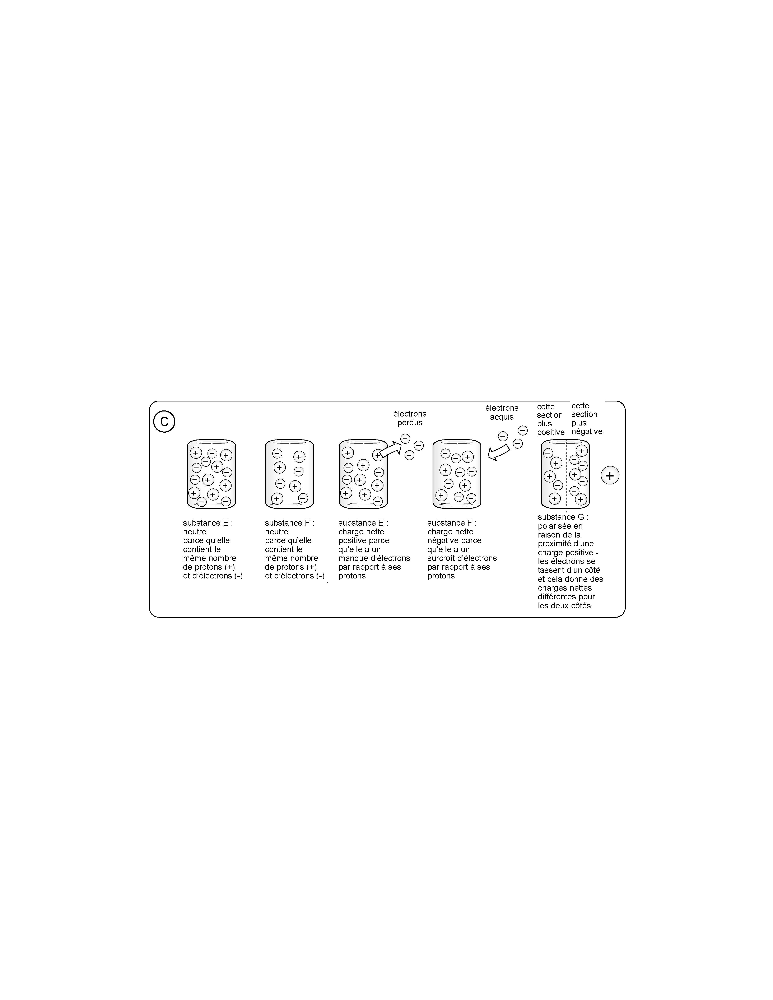 C
électrons
perdus
électrons
acquis
cette
section
plus
positive
cette
section
plus
négative
+ − +
−
− + −
− + +
+ +
− −
− +
+ −
− +
+ −
+ +
− + −
− + +
+ +
−
− − +
+ − −
− +
+ − −
− +
+ −
+ − −
− −
+ +
− −
−
− −
−
+
substance E :
neutre
parce qu'elle
contient le
même nombre
de protons (+)
et d'électrons (-)
substance F :
neutre
parce qu'elle
contient le
même nombre
de protons (+)
et d'électrons (-)
substance E :
charge nette
positive parce
qu'elle a un
manque d'électrons
par rapport à ses
protons
substance F :
charge nette
négative parce
qu'elle a un
surcroît d'électrons
par rapport à ses
protons
substance G :
polarisée en
raison de la
proximité d'une
charge positive -
les électrons se
tassent d'un côté
et cela donne des
charges nettes
différentes pour
les deux côtés